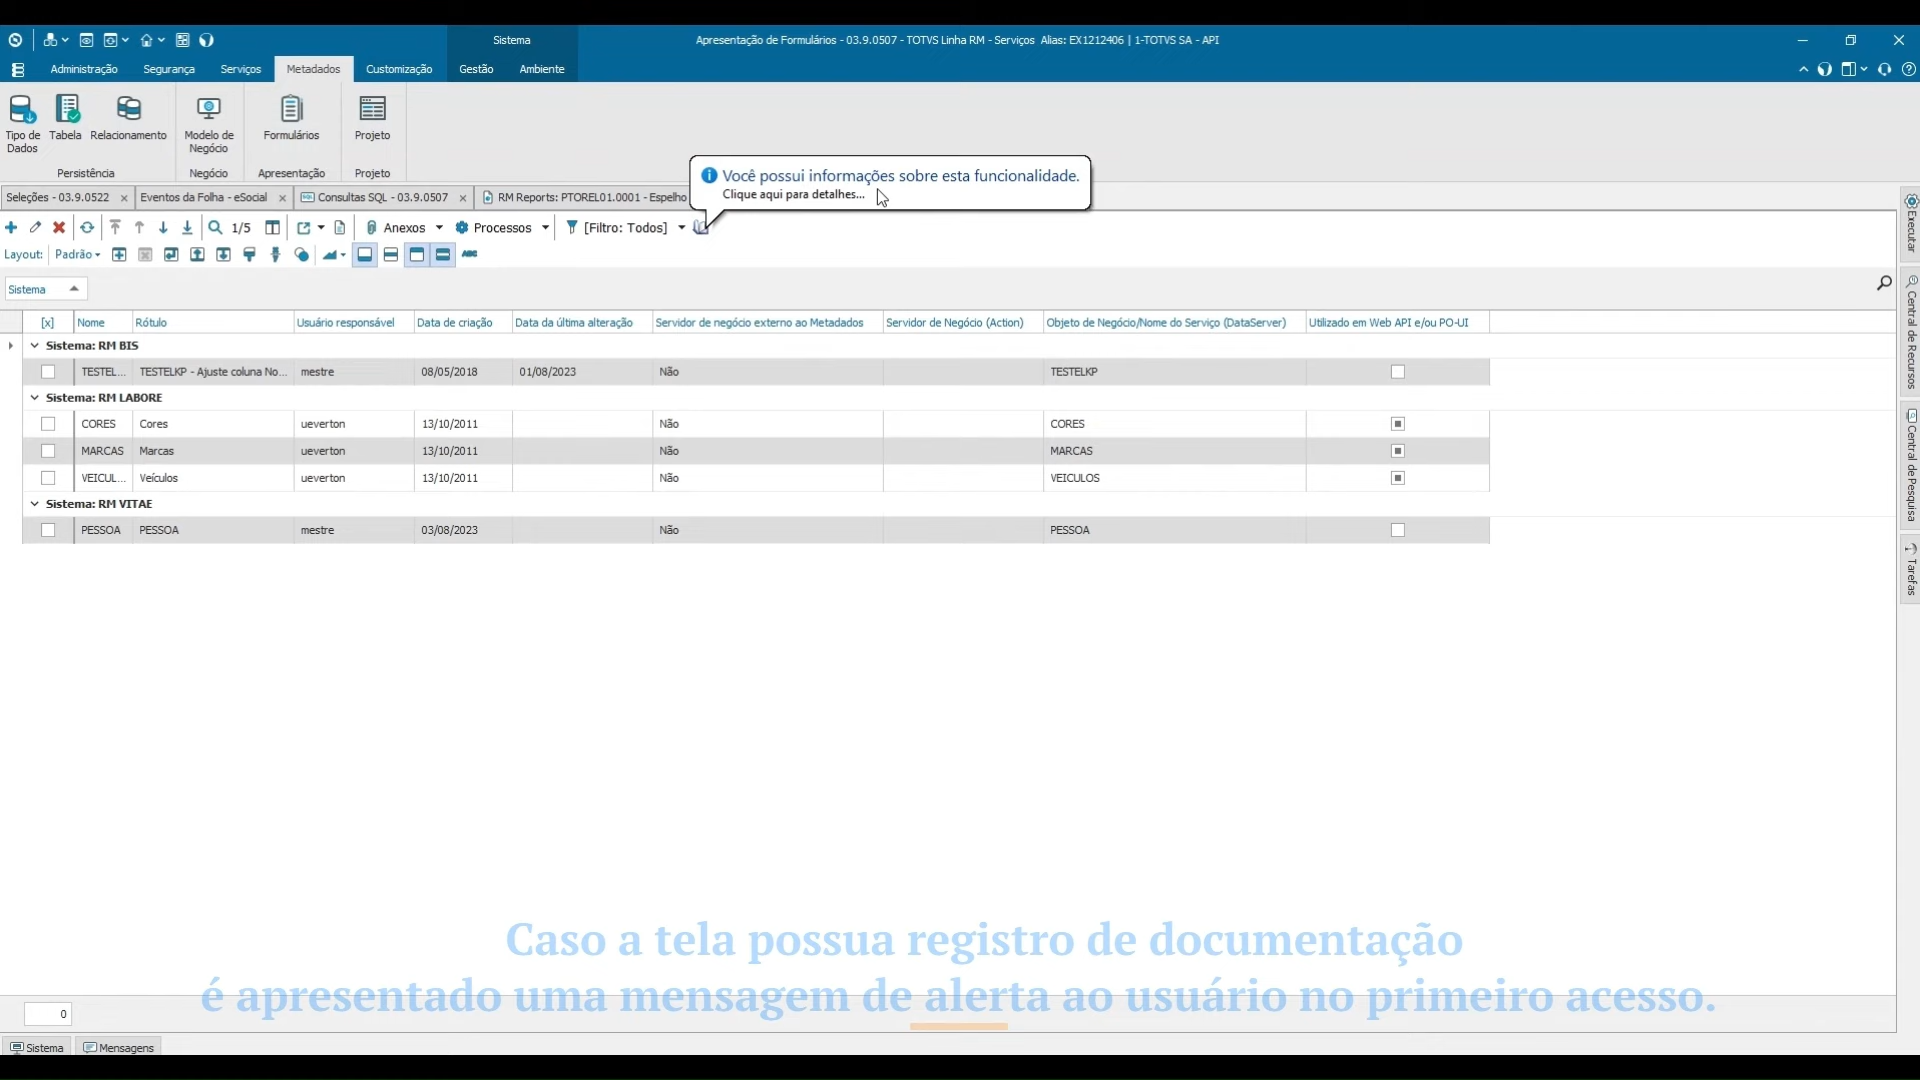 Sistema
Apresentação de Formulários - 03.9.0507 - TOTVS Linha RM - Serviços Alias: EX1212406 | 1-TOTVS SA - API
Administração Segurança Serviços Metadados Customização Gestão Ambiente
Tipo de Dados Tabela Relacionamento Modelo de Negócio Formulários Projeto
Persistência Negócio Apresentação Projeto
Você possui informações sobre esta funcionalidade.
Clique aqui para detalhes...
Seleções - 03.9.0522 Eventos da Folha - eSocial Consultas SQL - 03.9.0507 RM Reports: PTOREL01.0001 - Espelho
1/5 Anexos Processos [Filtro: Todos]
Layout: Padrão ABC
Sistema
[x] Nome Rótulo Usuário responsável Data de criação Data da última alteração Servidor de negócio externo ao Metadados Servidor de Negócio (Action) Objeto de Negócio/Nome do Serviço (DataServer) Utilizado em Web API e/ou PO-UI
Sistema: RM BIS
TESTEL... TESTELKP - Ajuste coluna No... mestre 08/05/2018 01/08/2023 Não TESTELKP
Sistema: RM LABORE
CORES Cores ueverton 13/10/2011 Não CORES
MARCAS Marcas ueverton 13/10/2011 Não MARCAS
VEICUL... Veículos ueverton 13/10/2011 Não VEICULOS
Sistema: RM VITAE
PESSOA PESSOA mestre 03/08/2023 Não PESSOA
Executar
Central de Recursos
Central de Pesquisa
Tarefas
Caso a tela possua registro de documentação
é apresentado uma mensagem de alerta ao usuário no primeiro acesso.
0
Sistema Mensagens